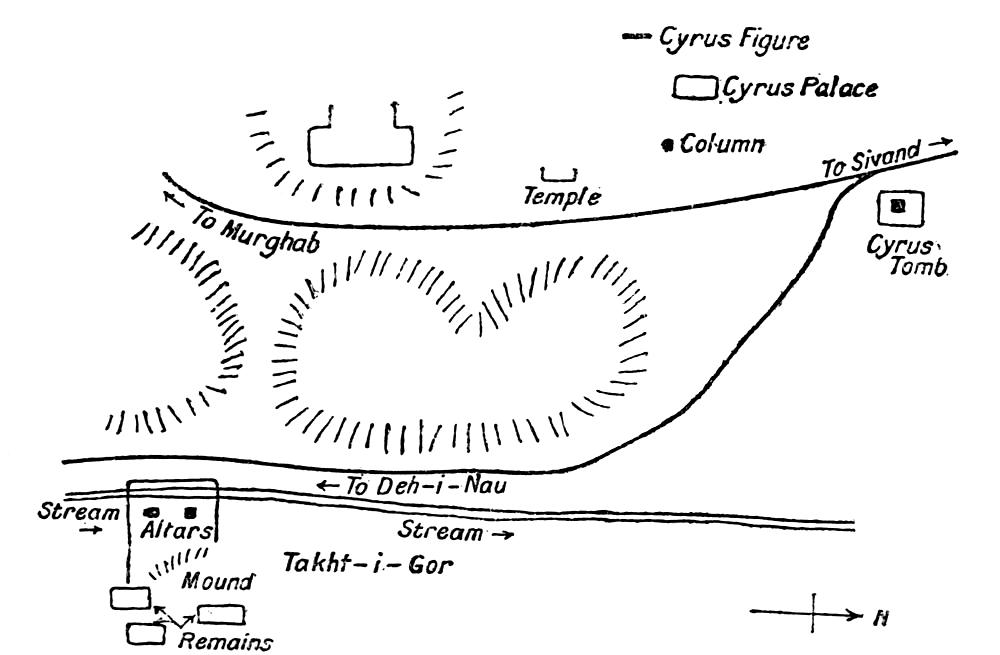 Cyrus Figure
Cyrus Palace
Column
To Sivand →
Temple
← To Murghab
Cyrus
Tomb.
← To Deh-i-Nau
Stream
→
Altars
Stream →
Takht-i-Gor
Mound
N
Remains